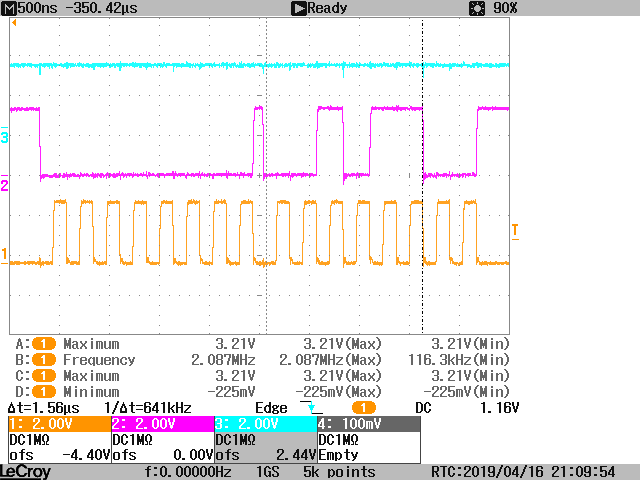 M 500ns -350.42µs Ready 90%
3
2
1
T
A: 1 Maximum 3.21V 3.21V(Max) 3.21V(Min)
B: 1 Frequency 2.087MHz 2.087MHz(Max) 116.3kHz(Min)
C: 1 Maximum 3.21V 3.21V(Max) 3.21V(Min)
D: 1 Minimum -225mV -225mV(Max) -225mV(Min)
Δt=1.56µs 1/Δt=641kHz Edge 1 DC 1.16V
1: 2.00V 2: 2.00V 3: 2.00V 4: 100mV
DC1MΩ DC1MΩ DC1MΩ DC1MΩ
ofs -4.40V ofs 0.00V ofs 2.44V Empty
LeCroy f:0.00000Hz 1GS 5k points RTC:2019/04/16 21:09:54